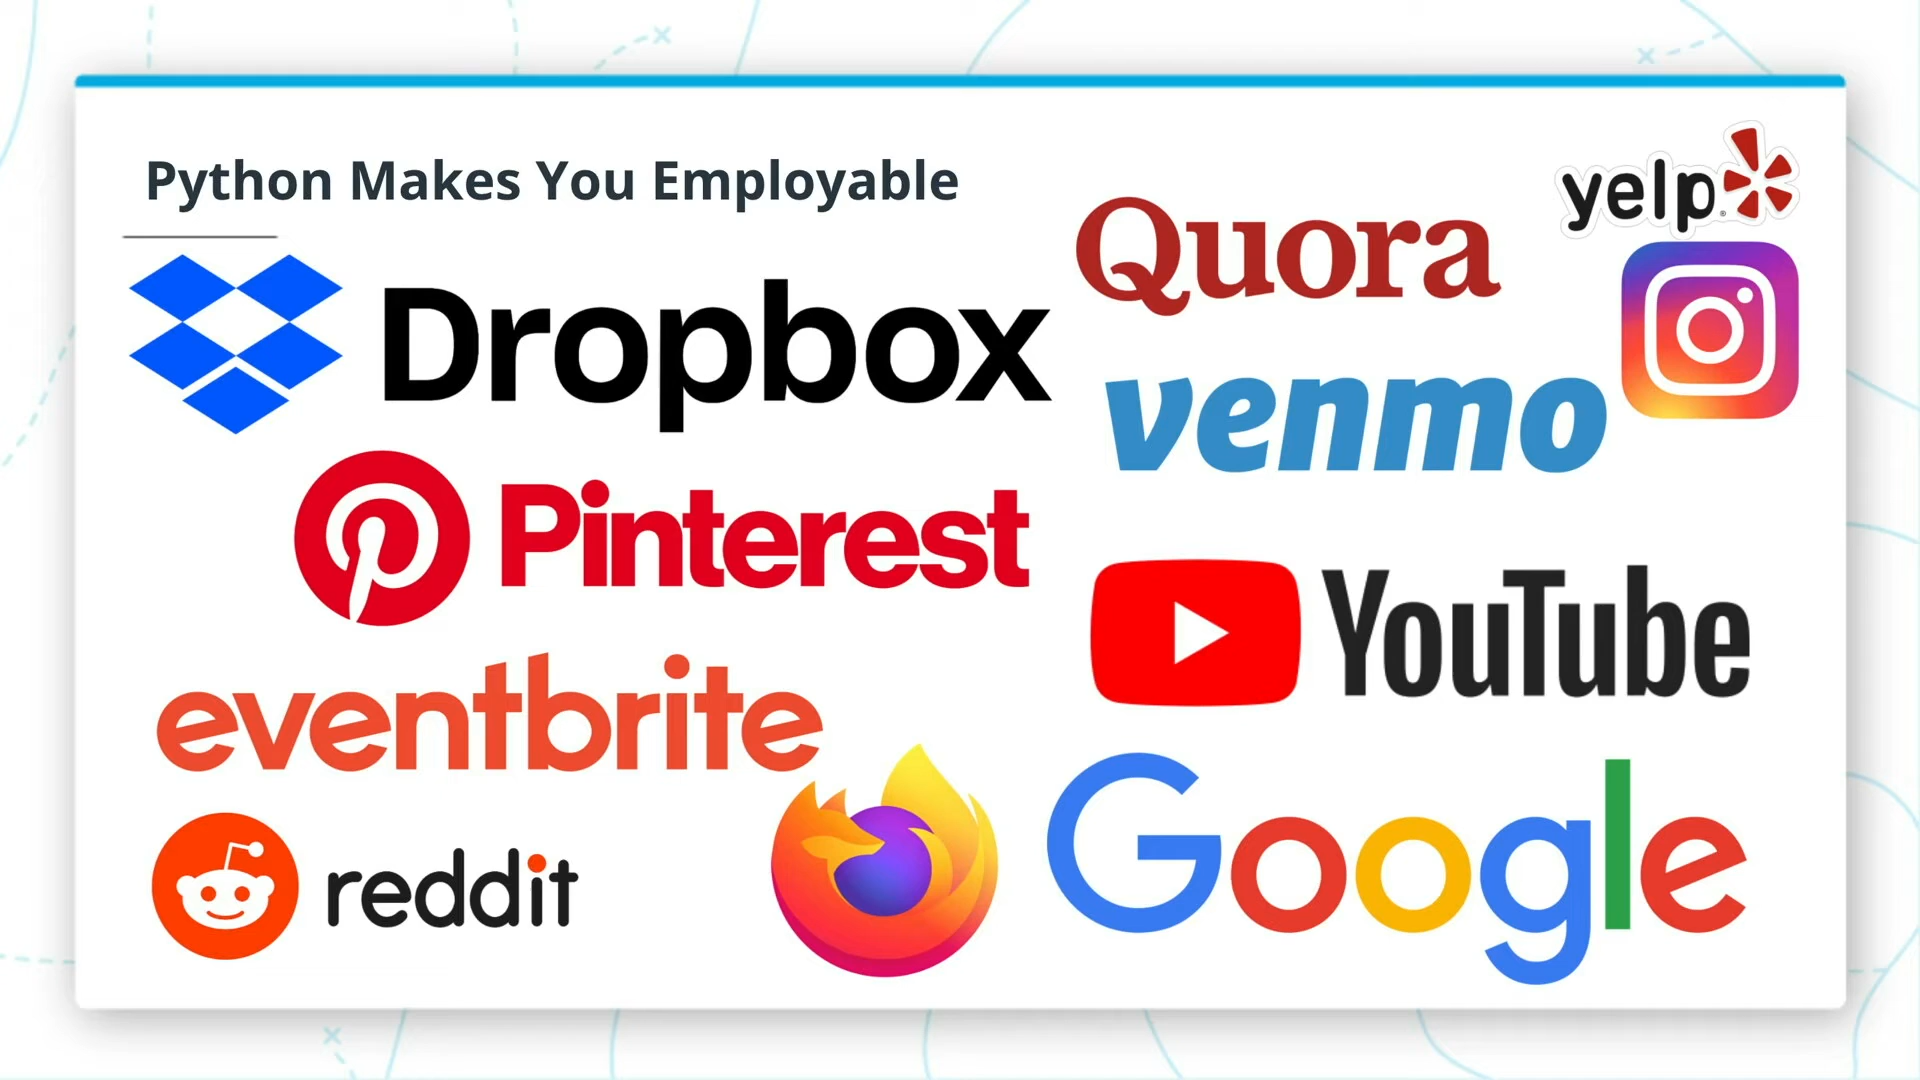 Python Makes You Employable
yelp
Quora
Dropbox
venmo
Pinterest
YouTube
eventbrite
Google
reddit